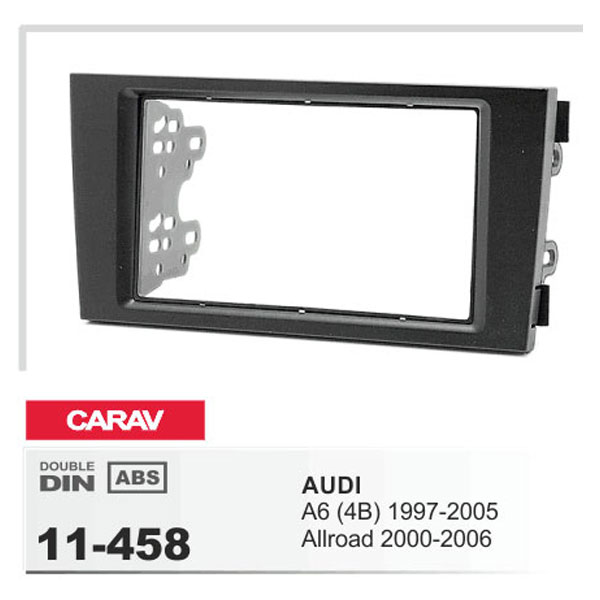 CARAV
DOUBLE
DIN
ABS
11-458
AUDI
A6 (4B) 1997-2005
Allroad 2000-2006